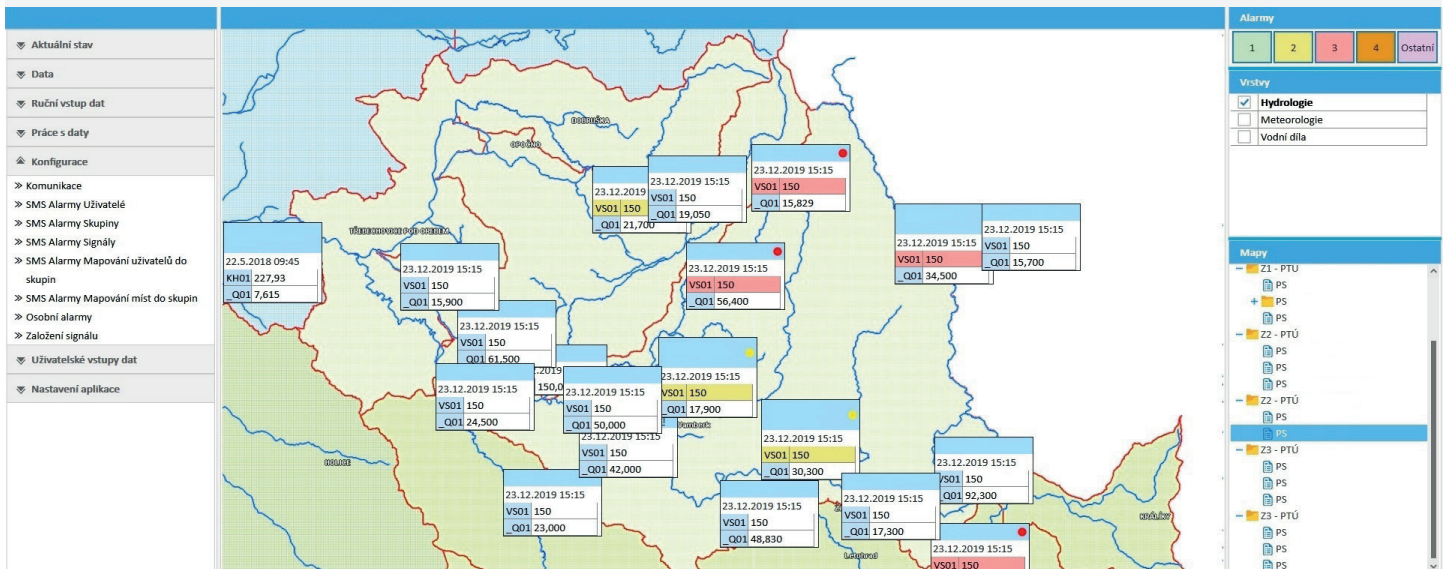 Aktuální stav
Data
Ruční vstup dat
Práce s daty
Konfigurace
Komunikace
SMS Alarmy Uživatelé
SMS Alarmy Skupiny
SMS Alarmy Signály
SMS Alarmy Mapování uživatelů do
skupin
SMS Alarmy Mapování míst do skupin
Osobní alarmy
Založení signálu
Uživatelské vstupy dat
Nastavení aplikace
DOBRUŠKA
OPOČNO
TŘEBECHOVICE POD OREBEM
HOLICE
Letohrad
KRÁLÍKY
22.5.2018 09:45
KH01 227,93
_Q01 7,615
23.12.2019 15:15
VS01 150
_Q01 15,900
23.12.2019
VS01 150
_Q01 21,700
23.12.2019 15:15
VS01 150
_Q01 19,050
23.12.2019 15:15
VS01 150
_Q01 15,829
23.12.2019 15:15
VS01 150
_Q01 34,500
23.12.2019 15:15
VS01 150
_Q01 15,700
23.12.2019 15:15
VS01 150
_Q01 56,400
23.12.2019 15:15
VS01 150
_Q01 61,500
23.12.2019 15:15
VS01 150
_Q01 24,500
.2019 15:15
150,0
23.12.2019 15:15
VS01 150
_Q01 50,000
23.12.2019 15:15
VS01 150
_Q01 17,900
23.12.2019 15:15
VS01 150
_Q01 42,000
23.12.2019 15:15
VS01 150
_Q01 30,300
23.12.2019 15:15
VS01 150
_Q01 23,000
23.12.2019 15:15
VS01 150
_Q01 48,830
23.12.2019 15:15
VS01 150
_Q01 17,300
23.12.2019 15:15
VS01 150
_Q01 92,300
23.12.2019 15:15
VS01 150
Alarmy
1 2 3 4 Ostatní
Vrstvy
Hydrologie
Meteorologie
Vodní díla
Mapy
Z1 - PTÚ
PS
PS
PS
Z2 - PTÚ
PS
PS
PS
Z2 - PTÚ
PS
PS
Z3 - PTÚ
PS
PS
PS
Z3 - PTÚ
PS
PS
PS